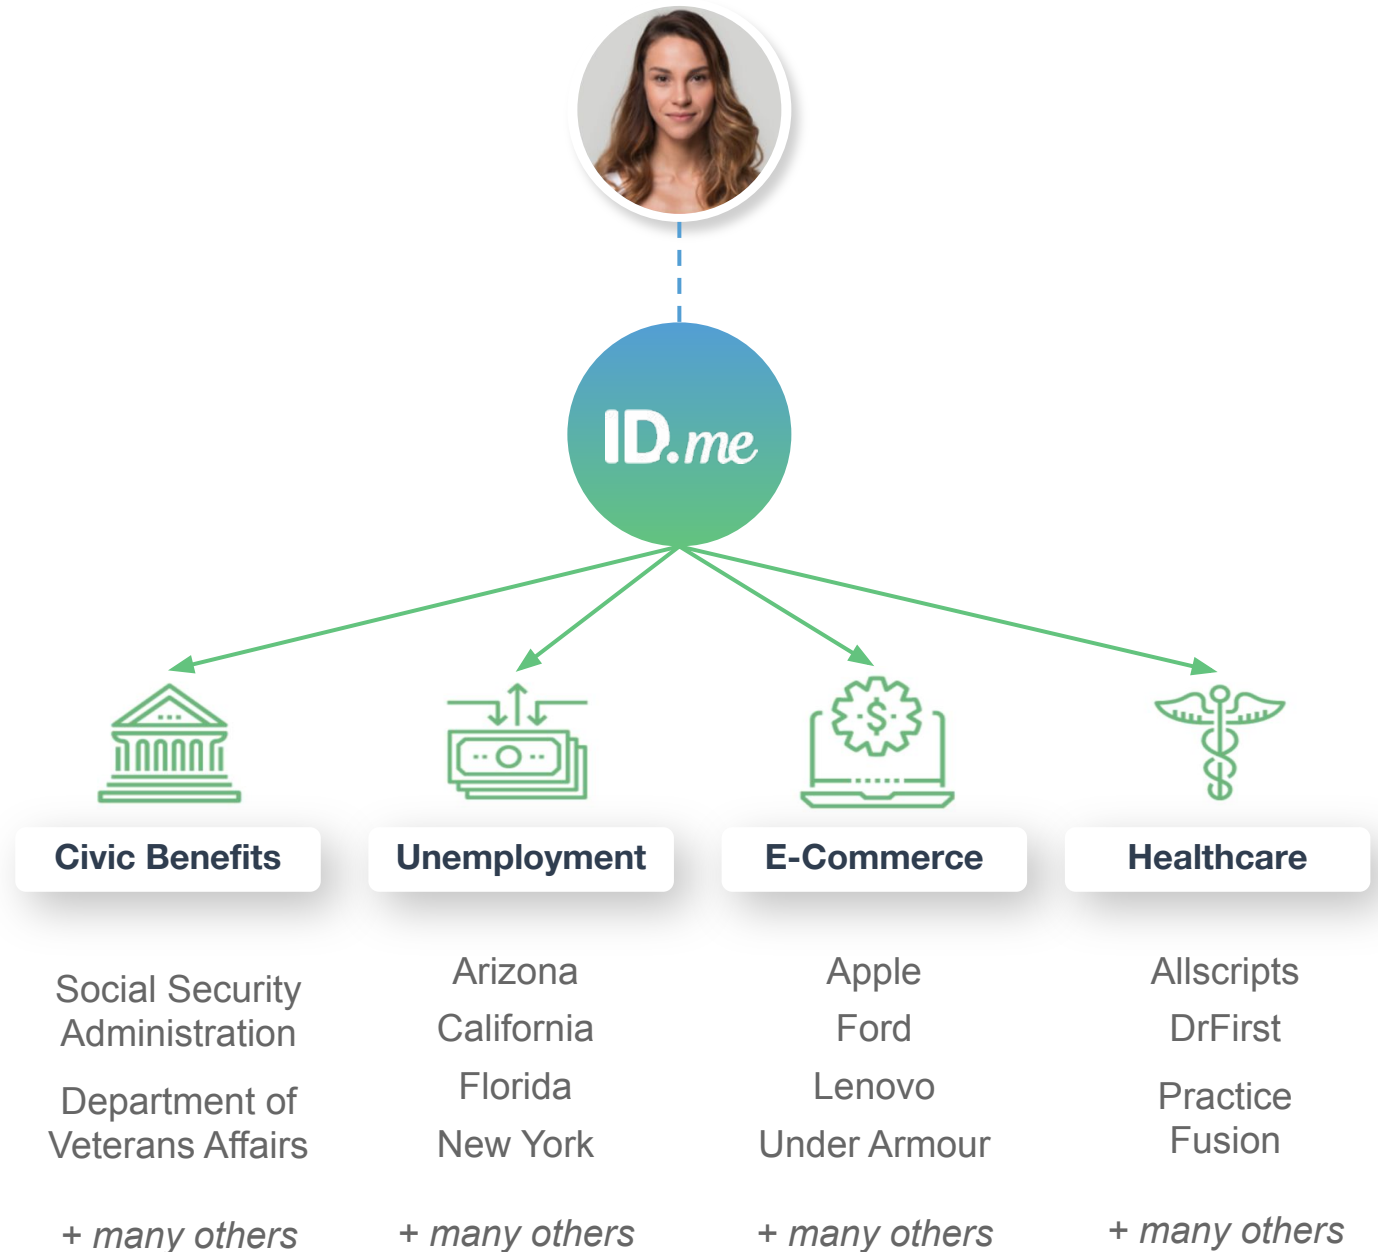 ID.me
Civic Benefits
Unemployment
E-Commerce
Healthcare
Social Security
Administration
Department of
Veterans Affairs
+ many others
Arizona
California
Florida
New York
+ many others
Apple
Ford
Lenovo
Under Armour
+ many others
Allscripts
DrFirst
Practice
Fusion
+ many others